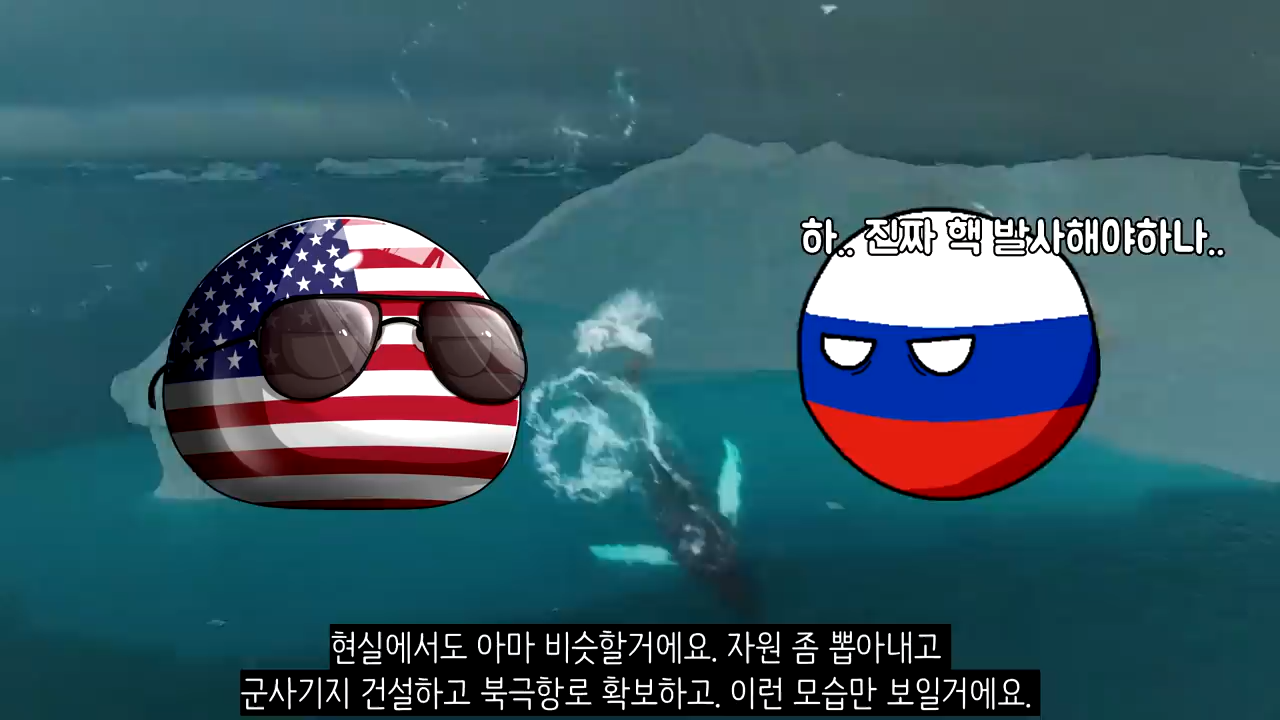 하.. 진짜 핵 발사해야하나..
현실에서도 아마 비슷할거에요. 자원 좀 뽑아내고
군사기지 건설하고 북극항로 확보하고. 이런 모습만 보일거에요.